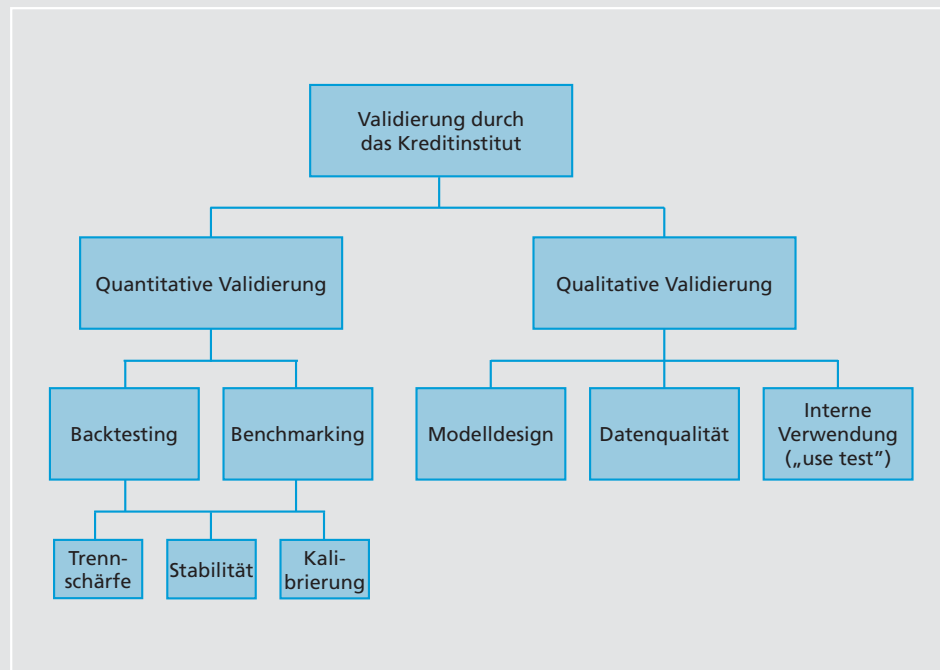 Validierung durch
das Kreditinstitut
Quantitative Validierung
Qualitative Validierung
Backtesting
Benchmarking
Modelldesign
Datenqualität
Interne
Verwendung
(„use test”)
Trenn-
schärfe
Stabilität
Kali-
brierung